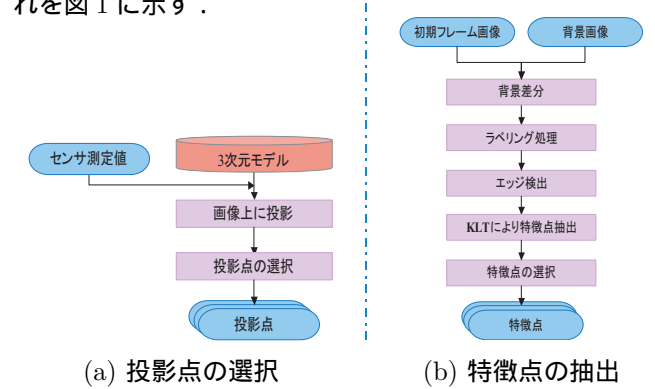 れを図 1 に示す．
センサ測定値
3次元モデル
画像上に投影
投影点の選択
投影点
(a) 投影点の選択
初期フレーム画像
背景画像
背景差分
ラベリング処理
エッジ検出
KLTにより特徴点抽出
特徴点の選択
特徴点
(b) 特徴点の抽出